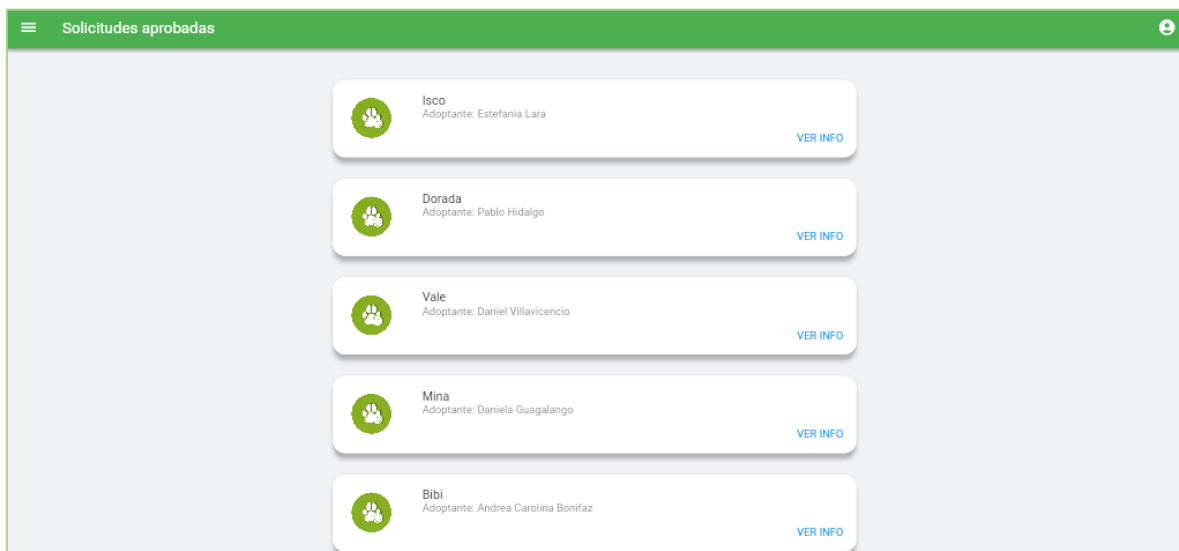 Solicitudes aprobadas
Isco
Adoptante: Estefania Lara
VER INFO
Dorada
Adoptante: Pablo Hidalgo
VER INFO
Vale
Adoptante: Daniel Villavicencio
VER INFO
Mina
Adoptante: Daniela Guagalango
VER INFO
Bibi
Adoptante: Andrea Carolina Bonifaz
VER INFO